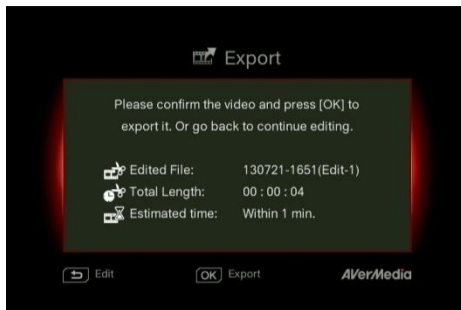 Export
Please confirm the video and press [OK] to
export it. Or go back to continue editing.
Edited File: 130721-1651(Edit-1)
Total Length: 00 : 00 : 04
Estimated time: Within 1 min.
Edit OK Export AVerMedia